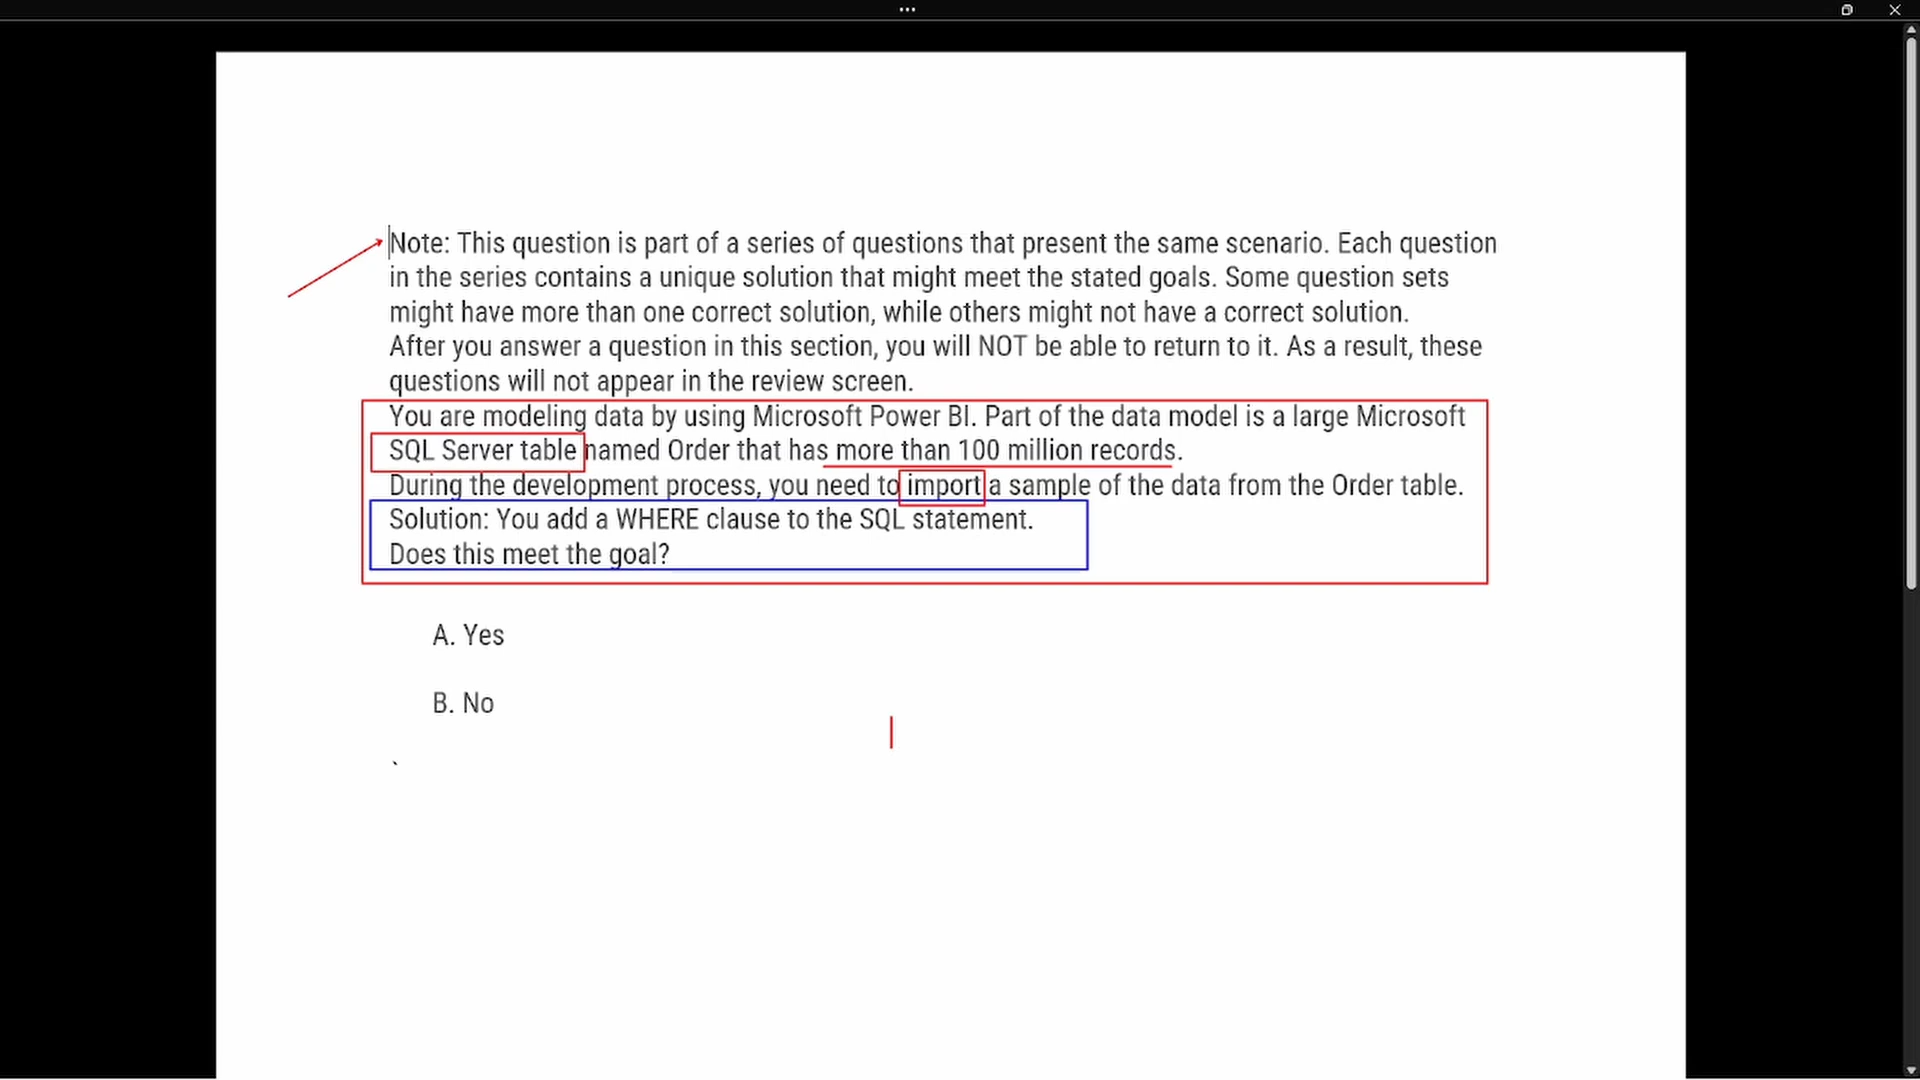 Note: This question is part of a series of questions that present the same scenario. Each question
in the series contains a unique solution that might meet the stated goals. Some question sets
might have more than one correct solution, while others might not have a correct solution.
After you answer a question in this section, you will NOT be able to return to it. As a result, these
questions will not appear in the review screen.
You are modeling data by using Microsoft Power BI. Part of the data model is a large Microsoft
SQL Server table named Order that has more than 100 million records.
During the development process, you need to import a sample of the data from the Order table.
Solution: You add a WHERE clause to the SQL statement.
Does this meet the goal?
A. Yes
B. No